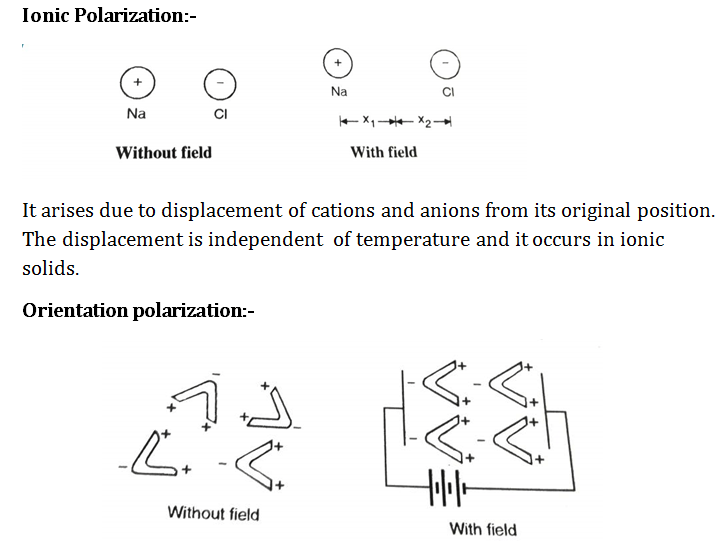 Ionic Polarization:-
+ - + -
Na Cl Na Cl
x₁ x₂
Without field With field
It arises due to displacement of cations and anions from its original position.
The displacement is independent of temperature and it occurs in ionic
solids.
Orientation polarization:-
- + + + + - + + - + - + +
- + + - + + - + + - + +
Without field
With field